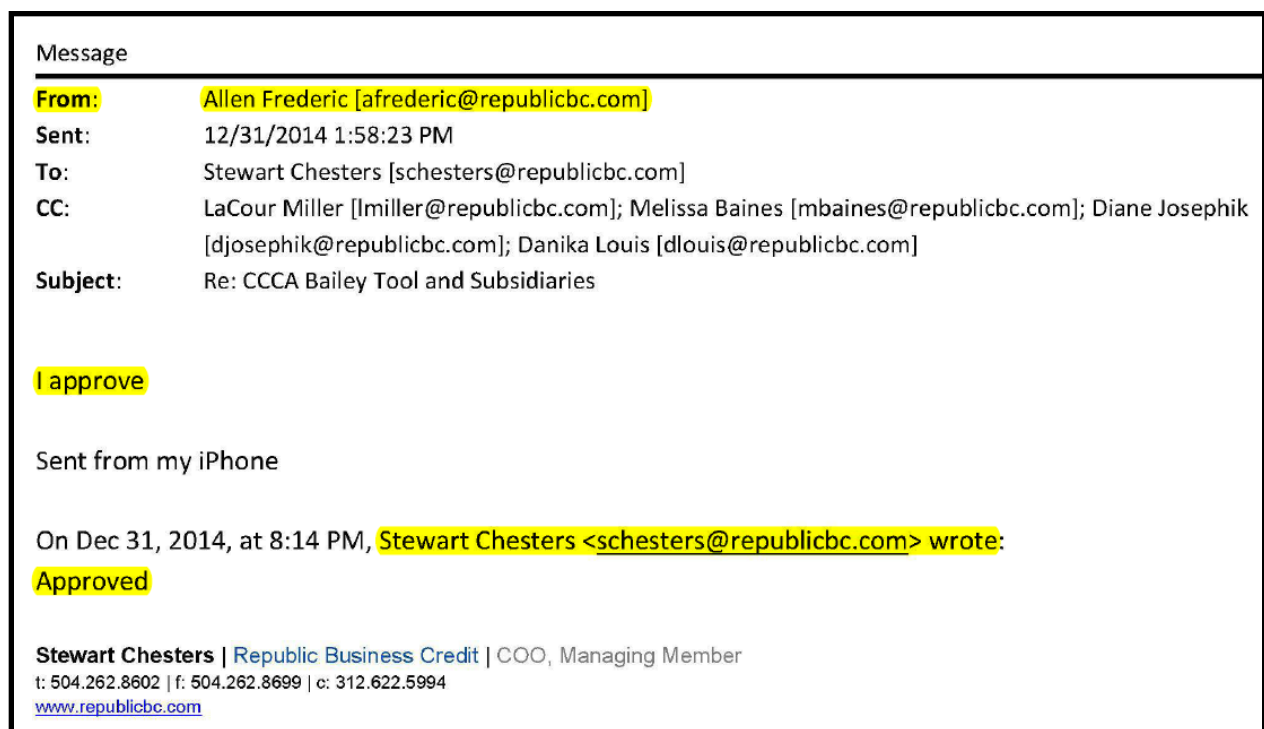 Message
From: Allen Frederic [afrederic@republicbc.com]
Sent: 12/31/2014 1:58:23 PM
To: Stewart Chesters [schesters@republicbc.com]
CC: LaCour Miller [lmiller@republicbc.com]; Melissa Baines [mbaines@republicbc.com]; Diane Josephik
[djosephik@republicbc.com]; Danika Louis [dlouis@republicbc.com]
Subject: Re: CCCA Bailey Tool and Subsidiaries
I approve
Sent from my iPhone
On Dec 31, 2014, at 8:14 PM, Stewart Chesters <schesters@republicbc.com> wrote:
Approved
Stewart Chesters | Republic Business Credit | COO, Managing Member
t: 504.262.8602 | f: 504.262.8699 | c: 312.622.5994
www.republicbc.com